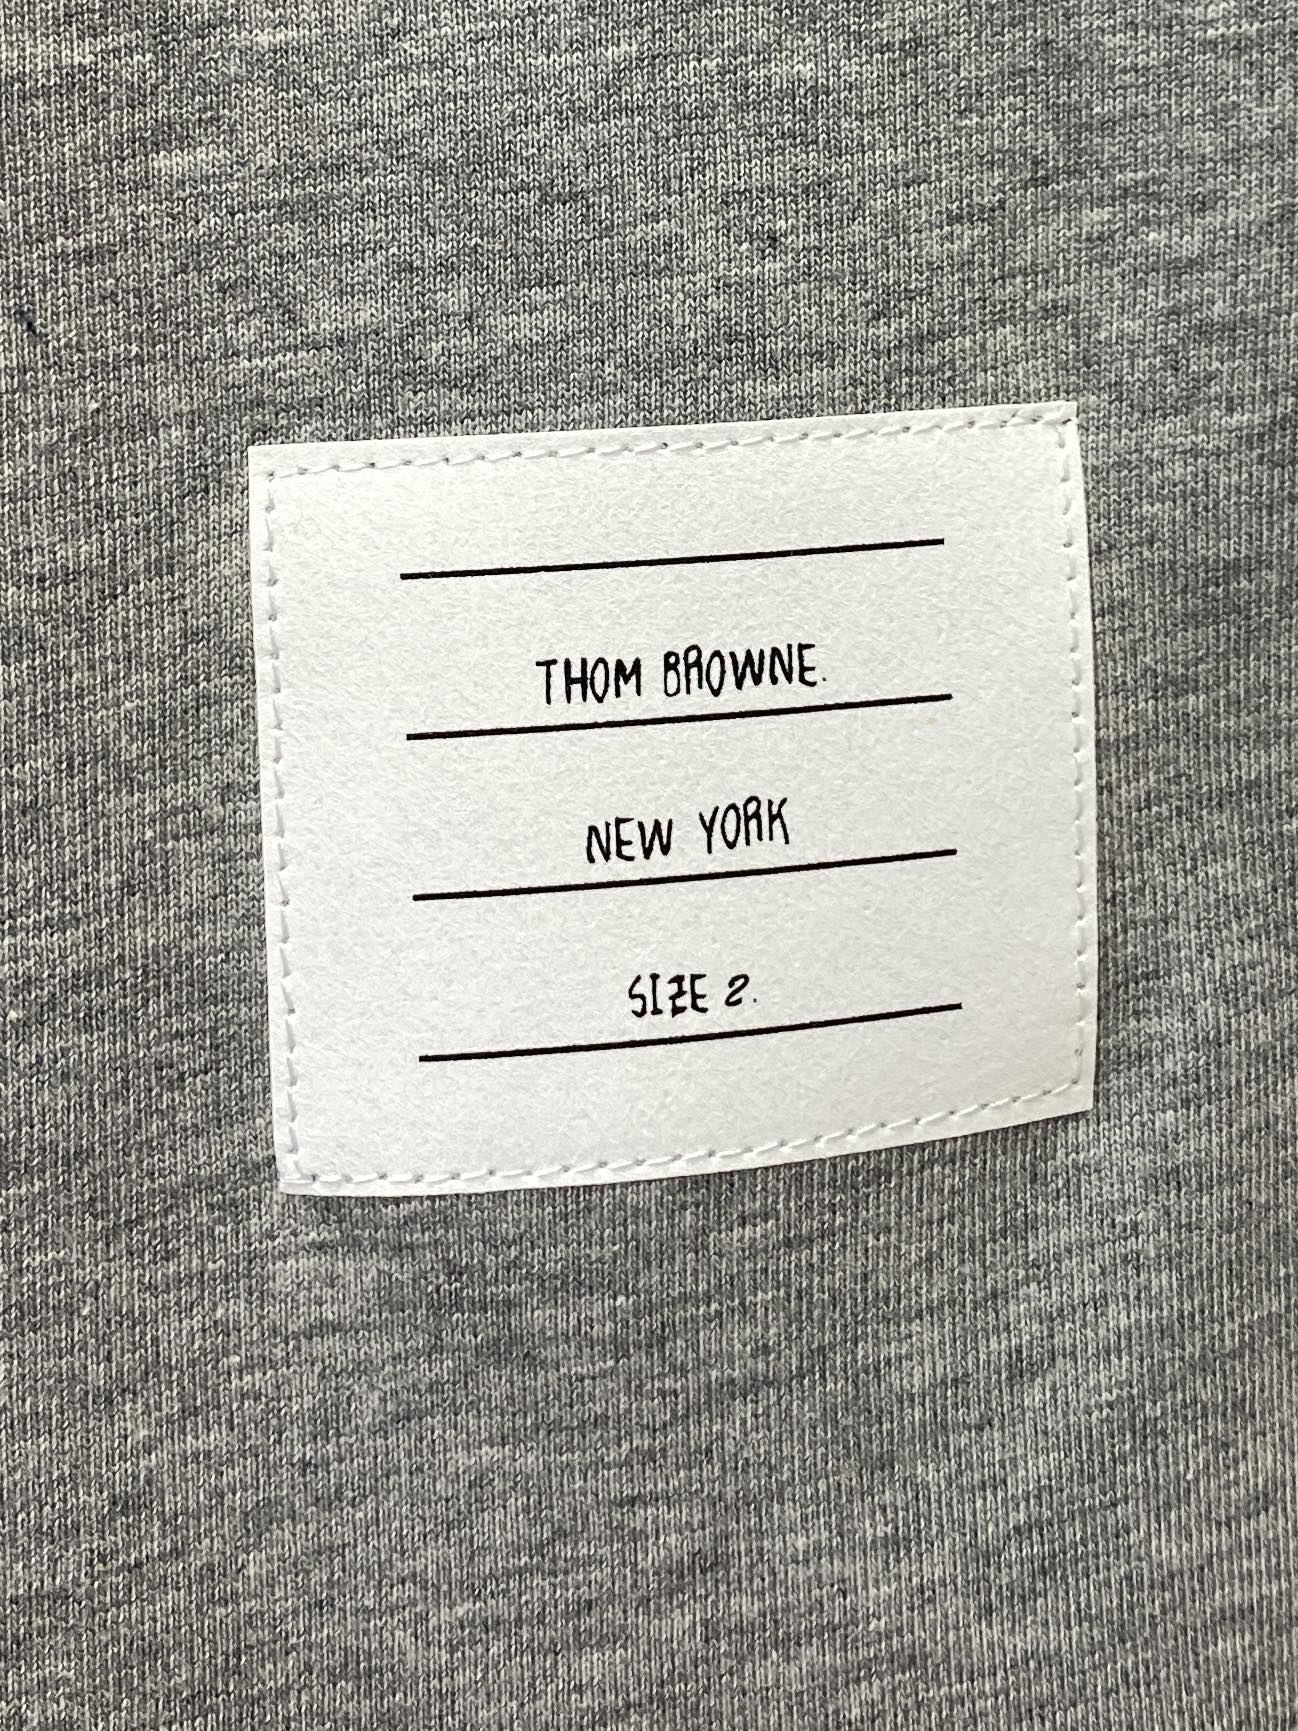 THOM BROWNE.
NEW YORK
SIZE 2.